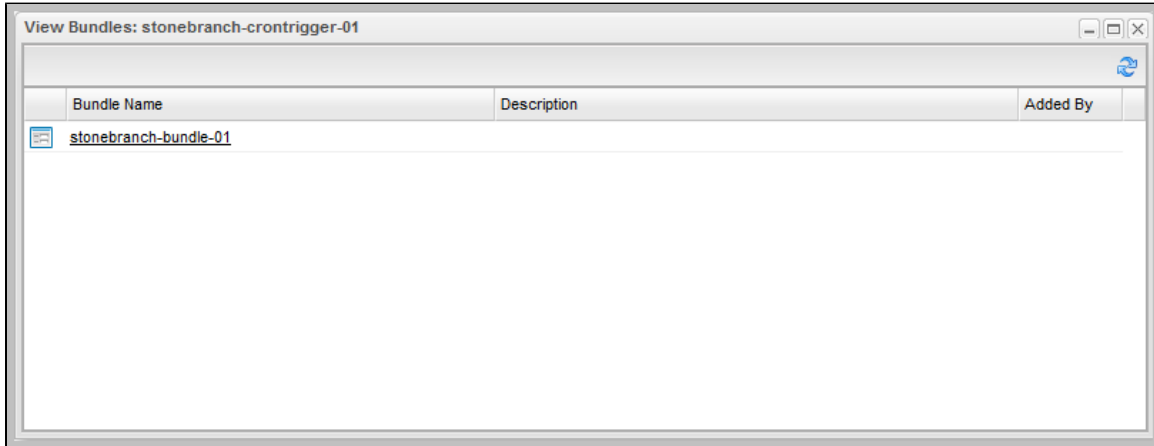 View Bundles: stonebranch-crontrigger-01
Bundle Name Description Added By
stonebranch-bundle-01